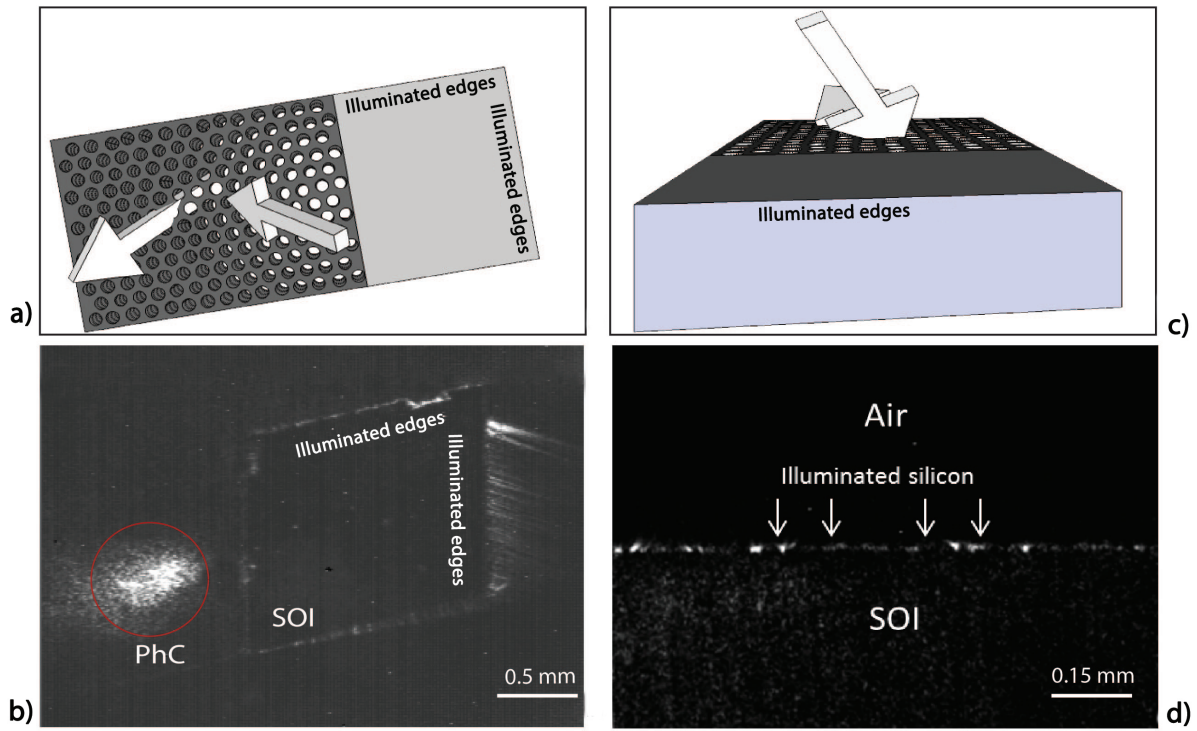 Illuminated edges
Illuminated edges
a)
Illuminated edges
c)
Illuminated edges
Illuminated edges
SOI
PhC
0.5 mm
b)
Air
Illuminated silicon
SOI
0.15 mm
d)